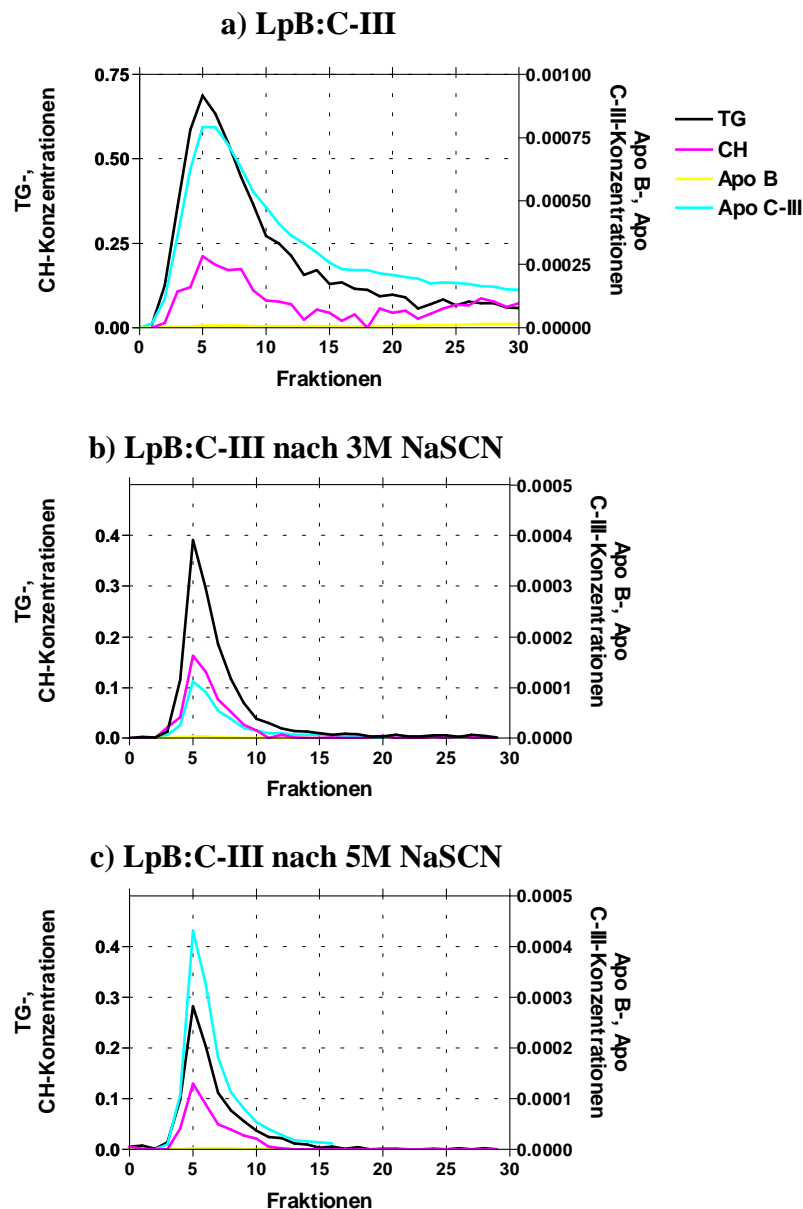 a) LpB:C-III
TG-,
CH-Konzentrationen
0.75
0.50
0.25
0.00
0 5 10 15 20 25 30
Fraktionen
0.00100
0.00075
0.00050
0.00025
0.00000
Apo B-, Apo
C-III-Konzentrationen
TG
CH
Apo B
Apo C-III
b) LpB:C-III nach 3M NaSCN
TG-,
CH-Konzentrationen
0.4
0.3
0.2
0.1
0.0
0 5 10 15 20 25 30
Fraktionen
0.0005
0.0004
0.0003
0.0002
0.0001
0.0000
Apo B-, Apo
C-III-Konzentrationen
c) LpB:C-III nach 5M NaSCN
TG-,
CH-Konzentrationen
0.4
0.3
0.2
0.1
0.0
0 5 10 15 20 25 30
Fraktionen
0.0005
0.0004
0.0003
0.0002
0.0001
0.0000
Apo B-, Apo
C-III-Konzentrationen